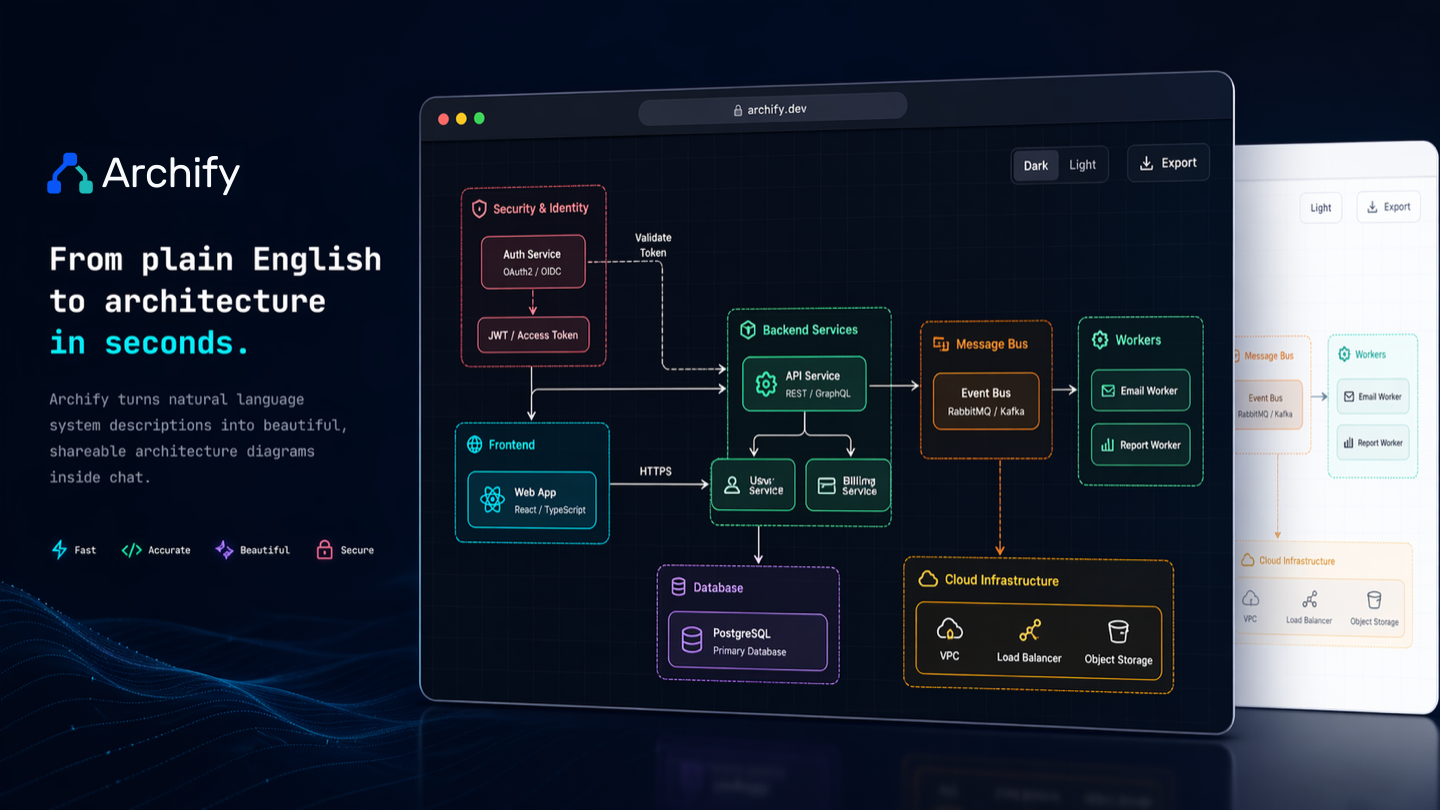 Archify
From plain English
to architecture
in seconds.
Archify turns natural language
system descriptions into beautiful,
shareable architecture diagrams
inside chat.
Fast
Accurate
Beautiful
Secure
archify.dev
Dark
Light
Export
Security & Identity
Auth Service
OAuth2 / OIDC
JWT / Access Token
Validate
Token
Frontend
Web App
React / TypeScript
HTTPS
Backend Services
API Service
REST / GraphQL
Service
Billing
Service
Message Bus
Event Bus
RabbitMQ / Kafka
Workers
Email Worker
Report Worker
Database
PostgreSQL
Primary Database
Cloud Infrastructure
VPC
Load Balancer
Object Storage
Light
Export
Message Bus
Event Bus
RabbitMQ / Kafka
Workers
Email Worker
Report Worker
Cloud Infrastructure
VPC
Load Balancer
Object Storage